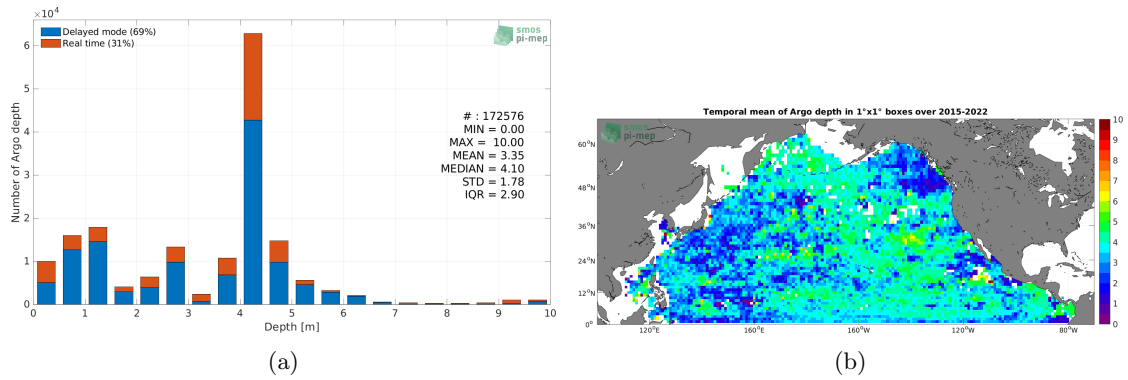 ×10⁴
Delayed mode (69%)
Real time (31%)
smos
pi-mep
6
5
4
3
2
1
0
Number of Argo depth
# : 172576
MIN = 0.00
MAX = 10.00
MEAN = 3.35
MEDIAN = 4.10
STD = 1.78
IQR = 2.90
0 1 2 3 4 5 6 7 8 9 10
Depth [m]
(a)
Temporal mean of Argo depth in 1°x1° boxes over 2015-2022
smos
pi-mep
60°N
48°N
36°N
24°N
12°N
0°
120°E 160°E 160°W 120°W 80°W
10
9
8
7
6
5
4
3
2
1
0
(b)